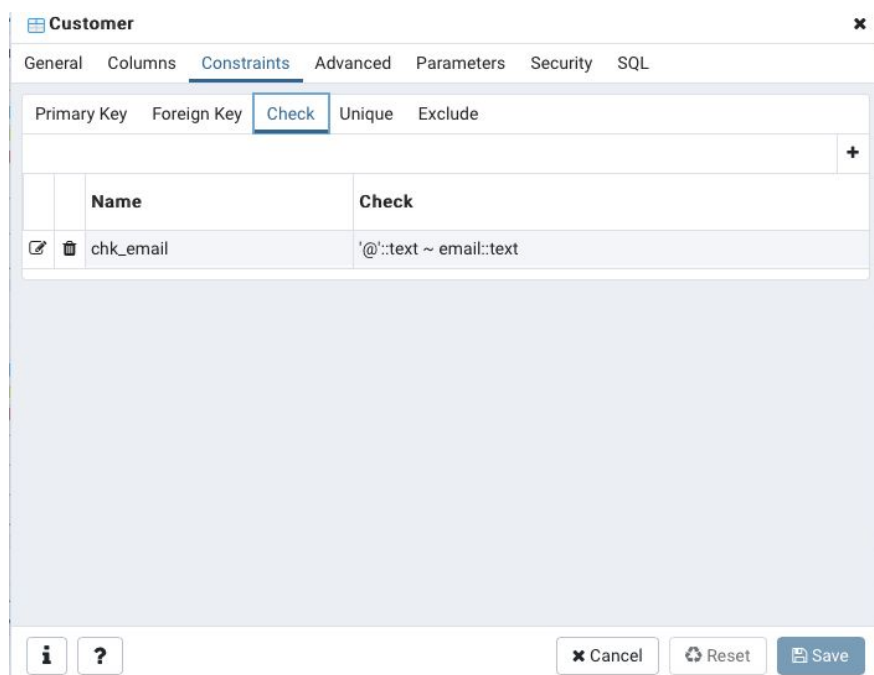 Customer
General Columns Constraints Advanced Parameters Security SQL
Primary Key Foreign Key Check Unique Exclude
Name Check
chk_email '@'::text ~ email::text
i ? Cancel Reset Save